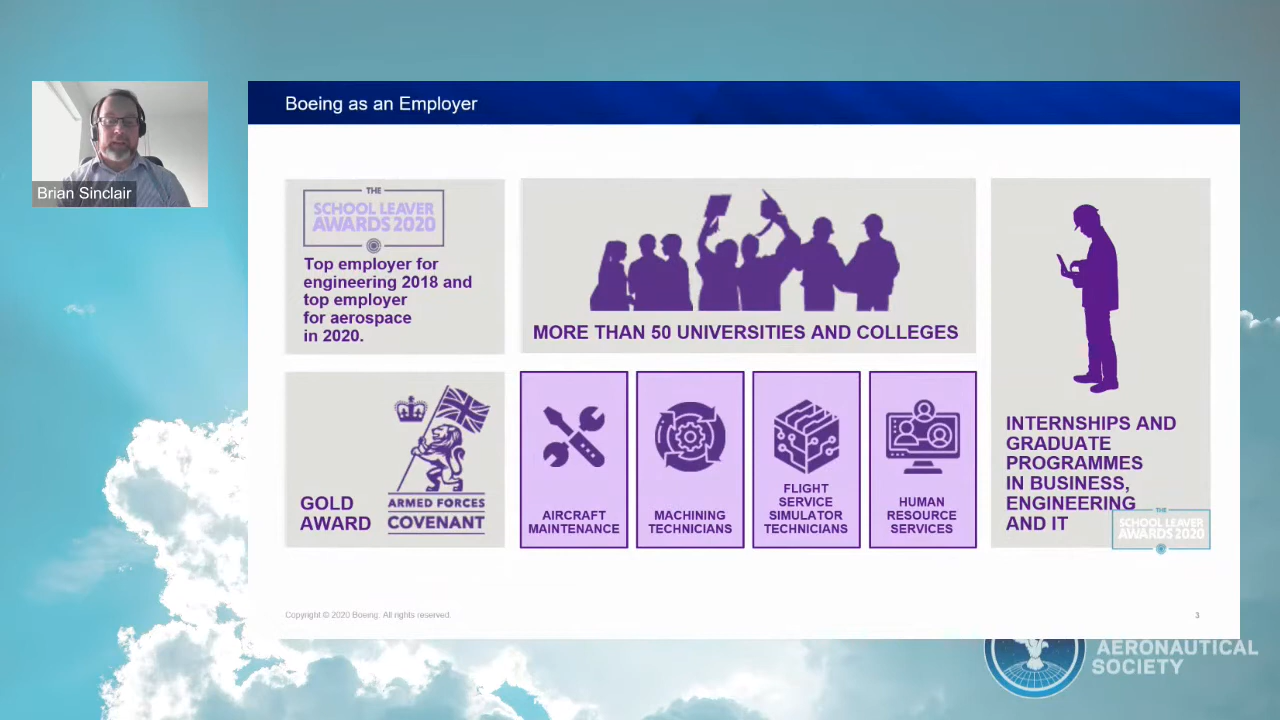 Boeing as an Employer
Brian Sinclair
THE
SCHOOL LEAVER
AWARDS 2020
Top employer for
engineering 2018 and
top employer
for aerospace
in 2020.
MORE THAN 50 UNIVERSITIES AND COLLEGES
GOLD
AWARD
ARMED FORCES
COVENANT
AIRCRAFT
MAINTENANCE
MACHINING
TECHNICIANS
FLIGHT
SERVICE
SIMULATOR
TECHNICIANS
HUMAN
RESOURCE
SERVICES
INTERNSHIPS AND
GRADUATE
PROGRAMMES
IN BUSINESS,
ENGINEERING
AND IT
THE
SCHOOL LEAVER
AWARDS 2020
Copyright © 2020 Boeing. All rights reserved.
3
AERONAUTICAL
SOCIETY